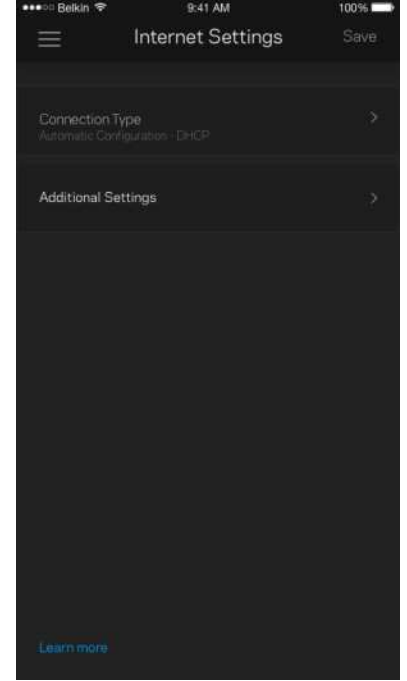 Belkin 9:41 AM 100%
Internet Settings Save
Connection Type
Automatic Configuration - DHCP
Additional Settings
Learn more